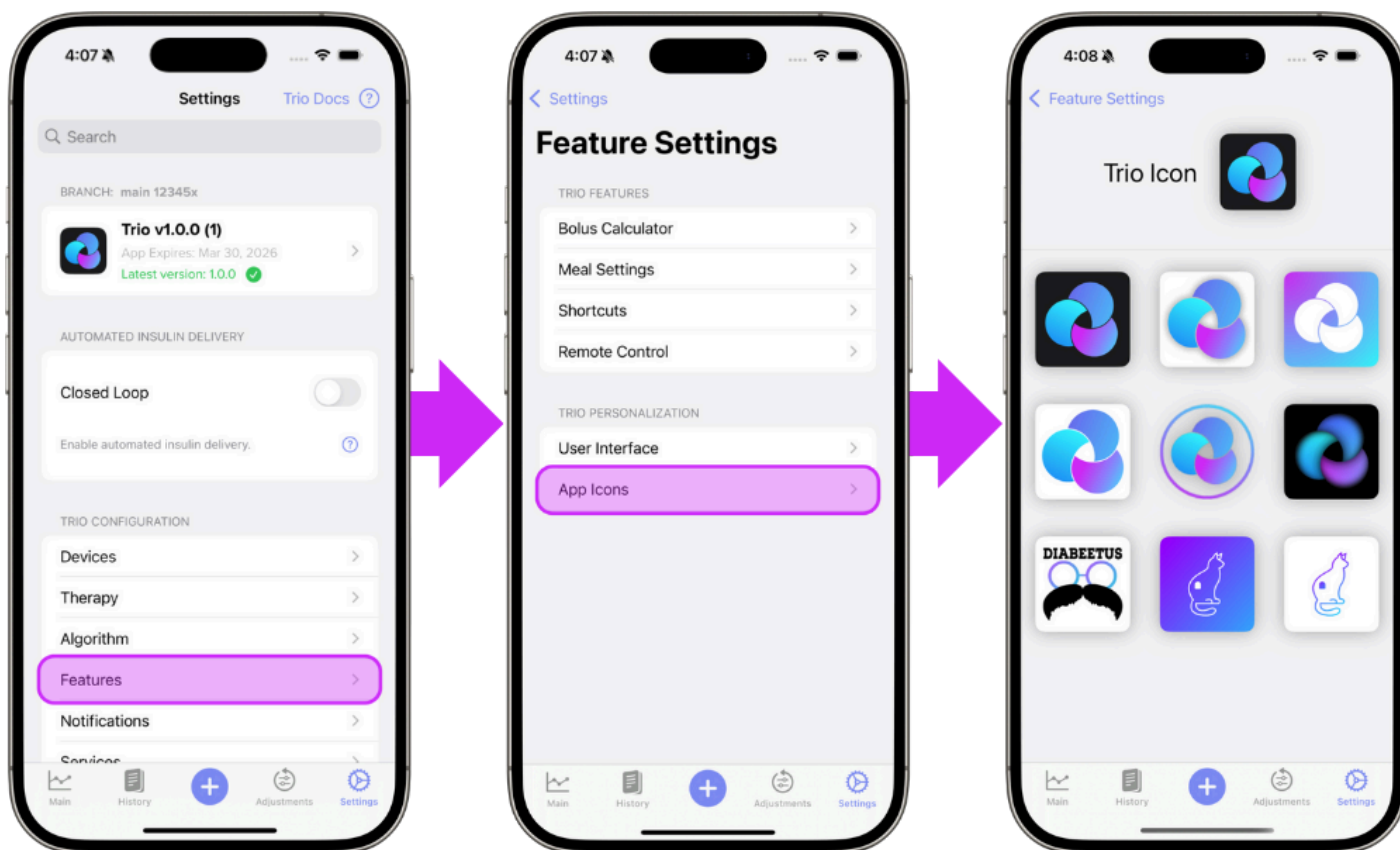 4:07
Settings
Trio Docs ?
Search
BRANCH: main 12345x
Trio v1.0.0 (1)
App Expires: Mar 30, 2026
Latest version: 1.0.0
AUTOMATED INSULIN DELIVERY
Closed Loop
Enable automated insulin delivery. ?
TRIO CONFIGURATION
Devices
Therapy
Algorithm
Features
Notifications
Services
Main
History
Adjustments
Settings
4:07
Settings
Feature Settings
TRIO FEATURES
Bolus Calculator
Meal Settings
Shortcuts
Remote Control
TRIO PERSONALIZATION
User Interface
App Icons
Main
History
Adjustments
Settings
4:08
Feature Settings
Trio Icon
DIABEETUS
Main
History
Adjustments
Settings